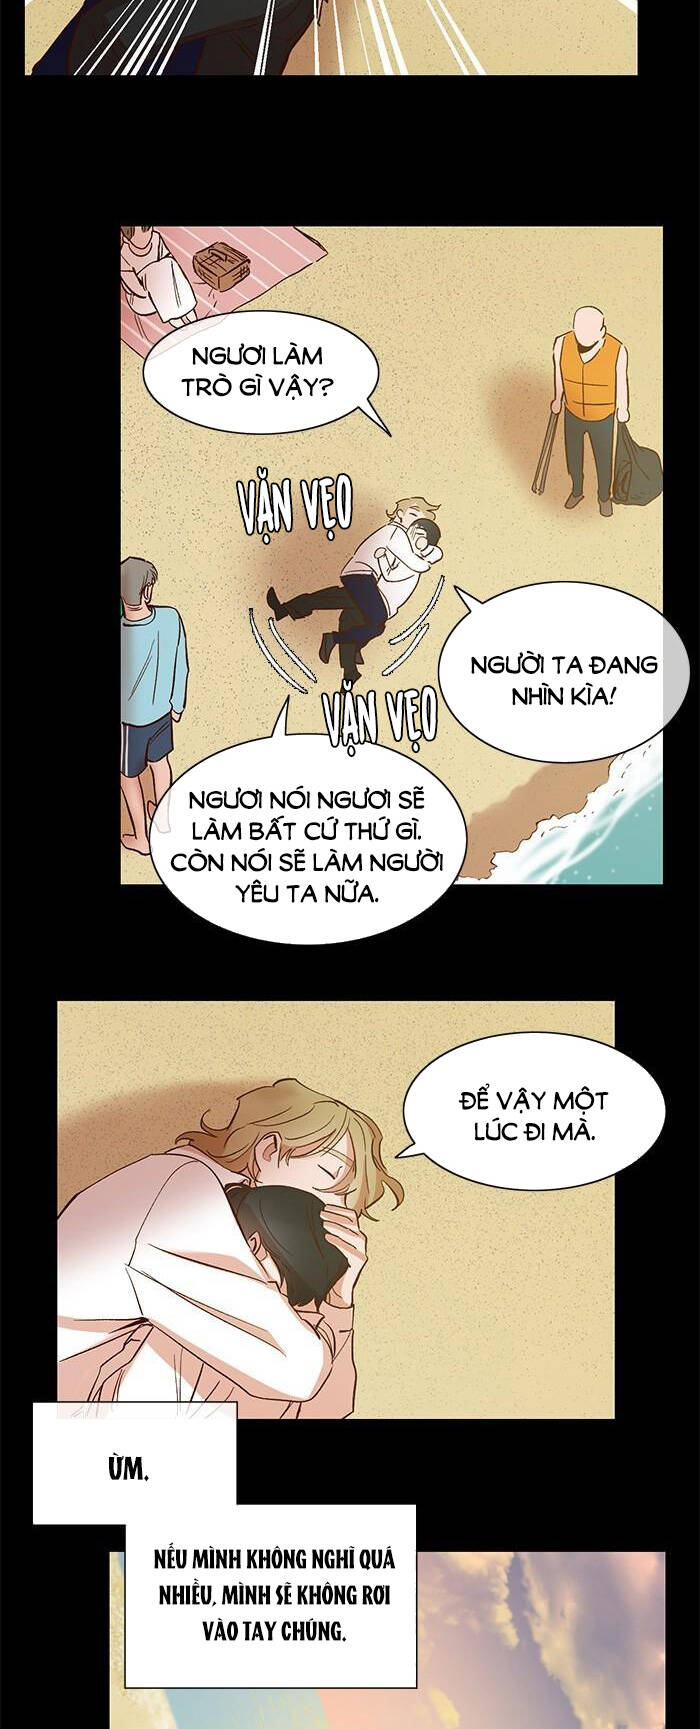 NGƯƠI LÀM
TRÒ GÌ VẬY?
VẶN VẸO
NGƯỜI TA ĐANG
NHÌN KÌA!
VẶN VẸO
NGƯƠI NÓI NGƯƠI SẼ
LÀM BẤT CỨ THỨ GÌ.
CÒN NÓI SẼ LÀM NGƯỜI
YÊU TA NỮA.
ĐỂ VẬY MỘT
LÚC ĐI MÀ.
ỪM.
NẾU MÌNH KHÔNG NGHĨ QUÁ
NHIỀU, MÌNH SẼ KHÔNG RƠI
VÀO TAY CHÚNG.